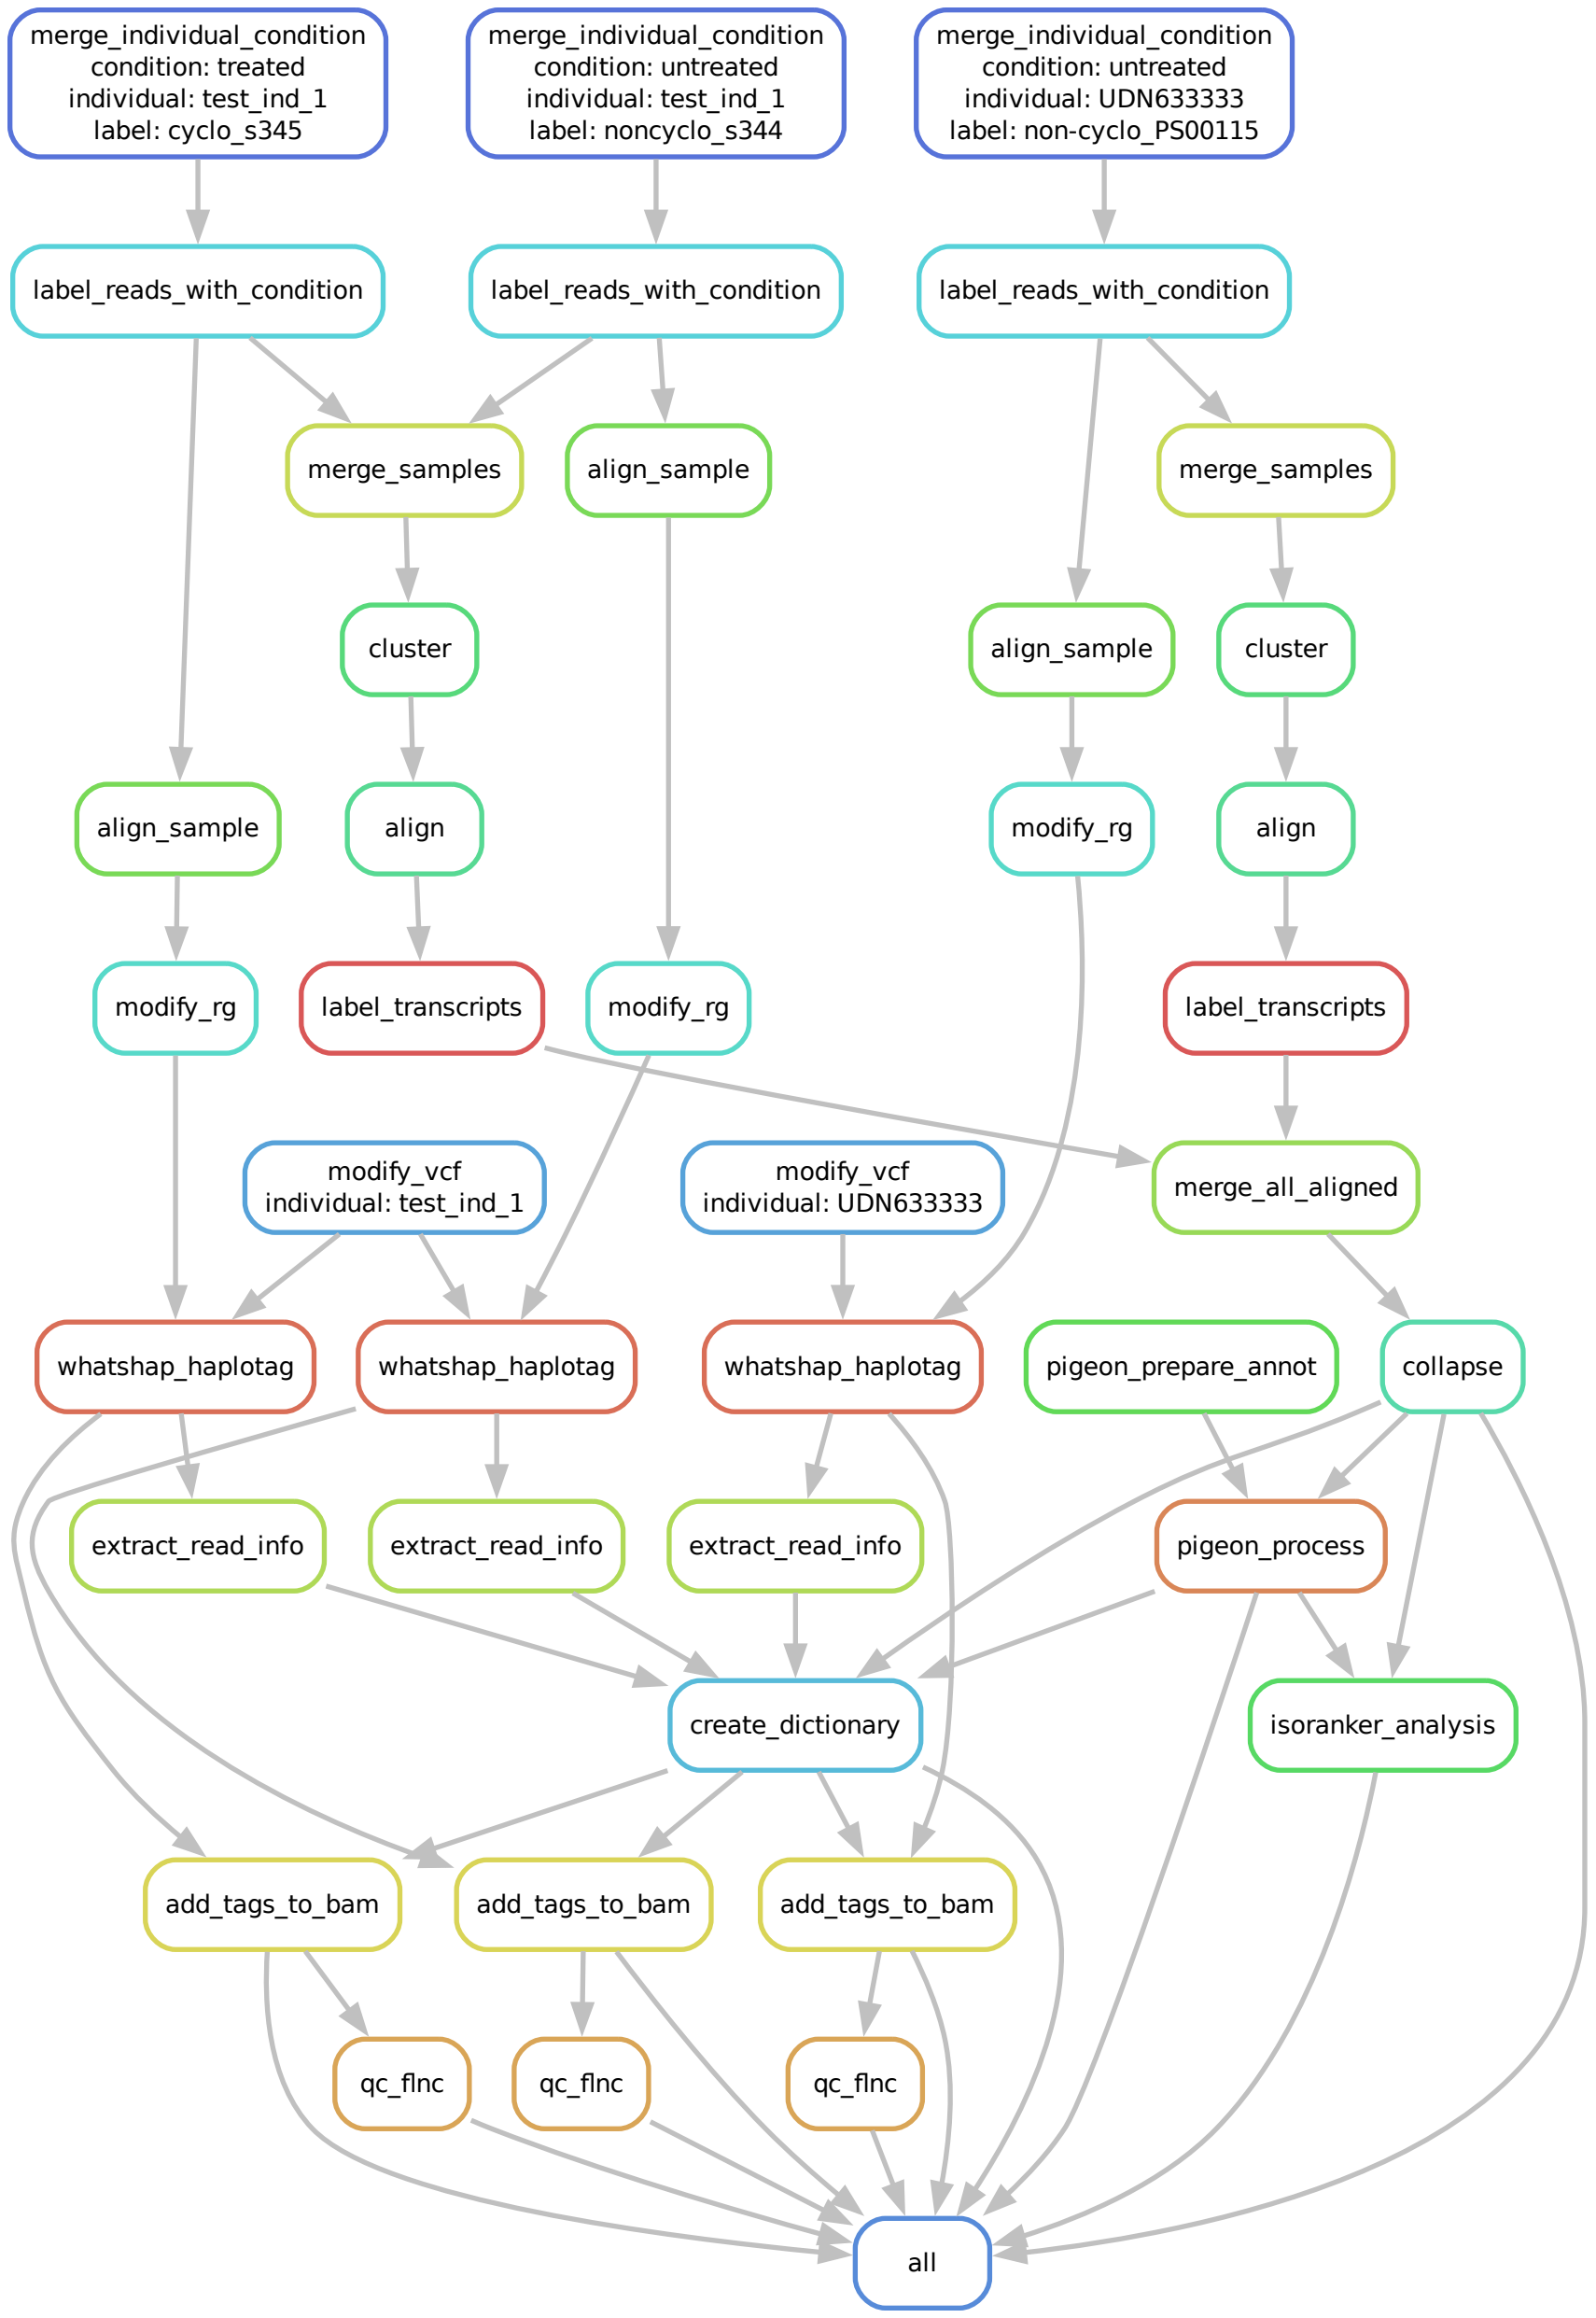 merge_individual_condition
condition: treated
individual: test_ind_1
label: cyclo_s345
merge_individual_condition
condition: untreated
individual: test_ind_1
label: noncyclo_s344
merge_individual_condition
condition: untreated
individual: UDN633333
label: non-cyclo_PS00115
label_reads_with_condition
label_reads_with_condition
label_reads_with_condition
merge_samples
align_sample
merge_samples
cluster
align_sample
cluster
align_sample
align
modify_rg
align
modify_rg
label_transcripts
modify_rg
label_transcripts
modify_vcf
individual: test_ind_1
modify_vcf
individual: UDN633333
merge_all_aligned
whatshap_haplotag
whatshap_haplotag
whatshap_haplotag
pigeon_prepare_annot
collapse
extract_read_info
extract_read_info
extract_read_info
pigeon_process
create_dictionary
isoranker_analysis
add_tags_to_bam
add_tags_to_bam
add_tags_to_bam
qc_flnc
qc_flnc
qc_flnc
all